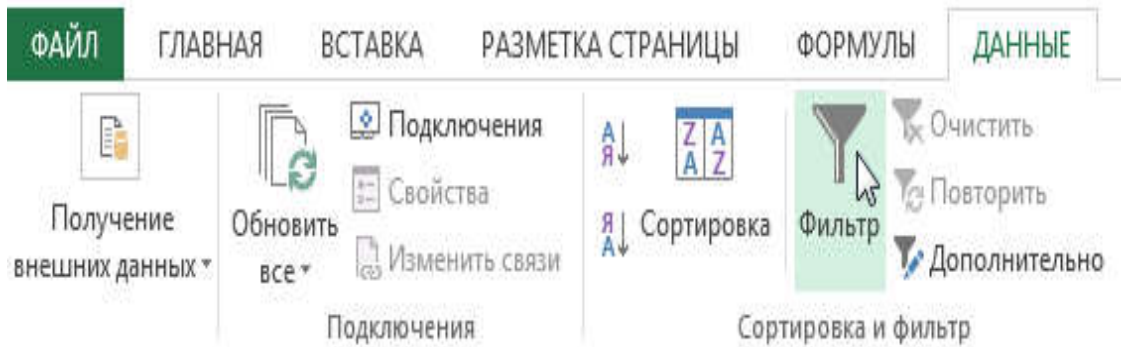 ФАЙЛ ГЛАВНАЯ ВСТАВКА РАЗМЕТКА СТРАНИЦЫ ФОРМУЛЫ ДАННЫЕ
Получение
внешних данных
Обновить
все
Подключения
Свойства
Изменить связи
Подключения
А
Я
Я
А
Z A
A Z
Сортировка
Фильтр
Очистить
Повторить
Дополнительно
Сортировка и фильтр